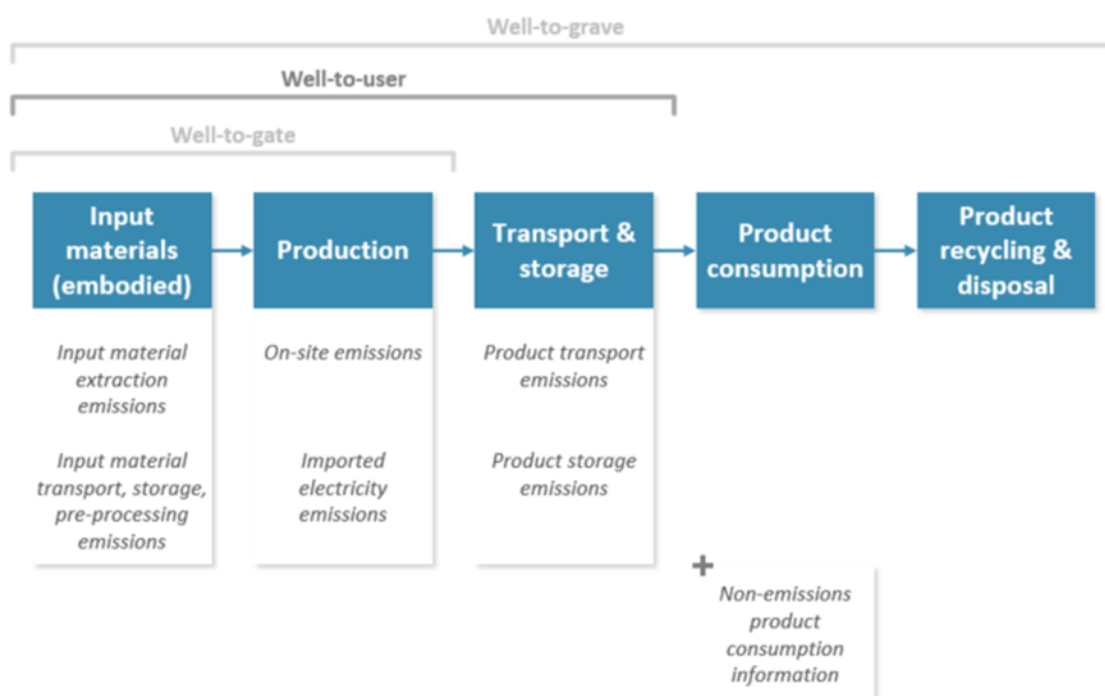 Well-to-grave
Well-to-user
Well-to-gate
Input
materials
(embodied)
Production
Transport &
storage
Product
consumption
Product
recycling &
disposal
Input material
extraction
emissions
Input material
transport, storage,
pre-processing
emissions
On-site emissions
Imported
electricity
emissions
Product transport
emissions
Product storage
emissions
+
Non-emissions
product
consumption
information